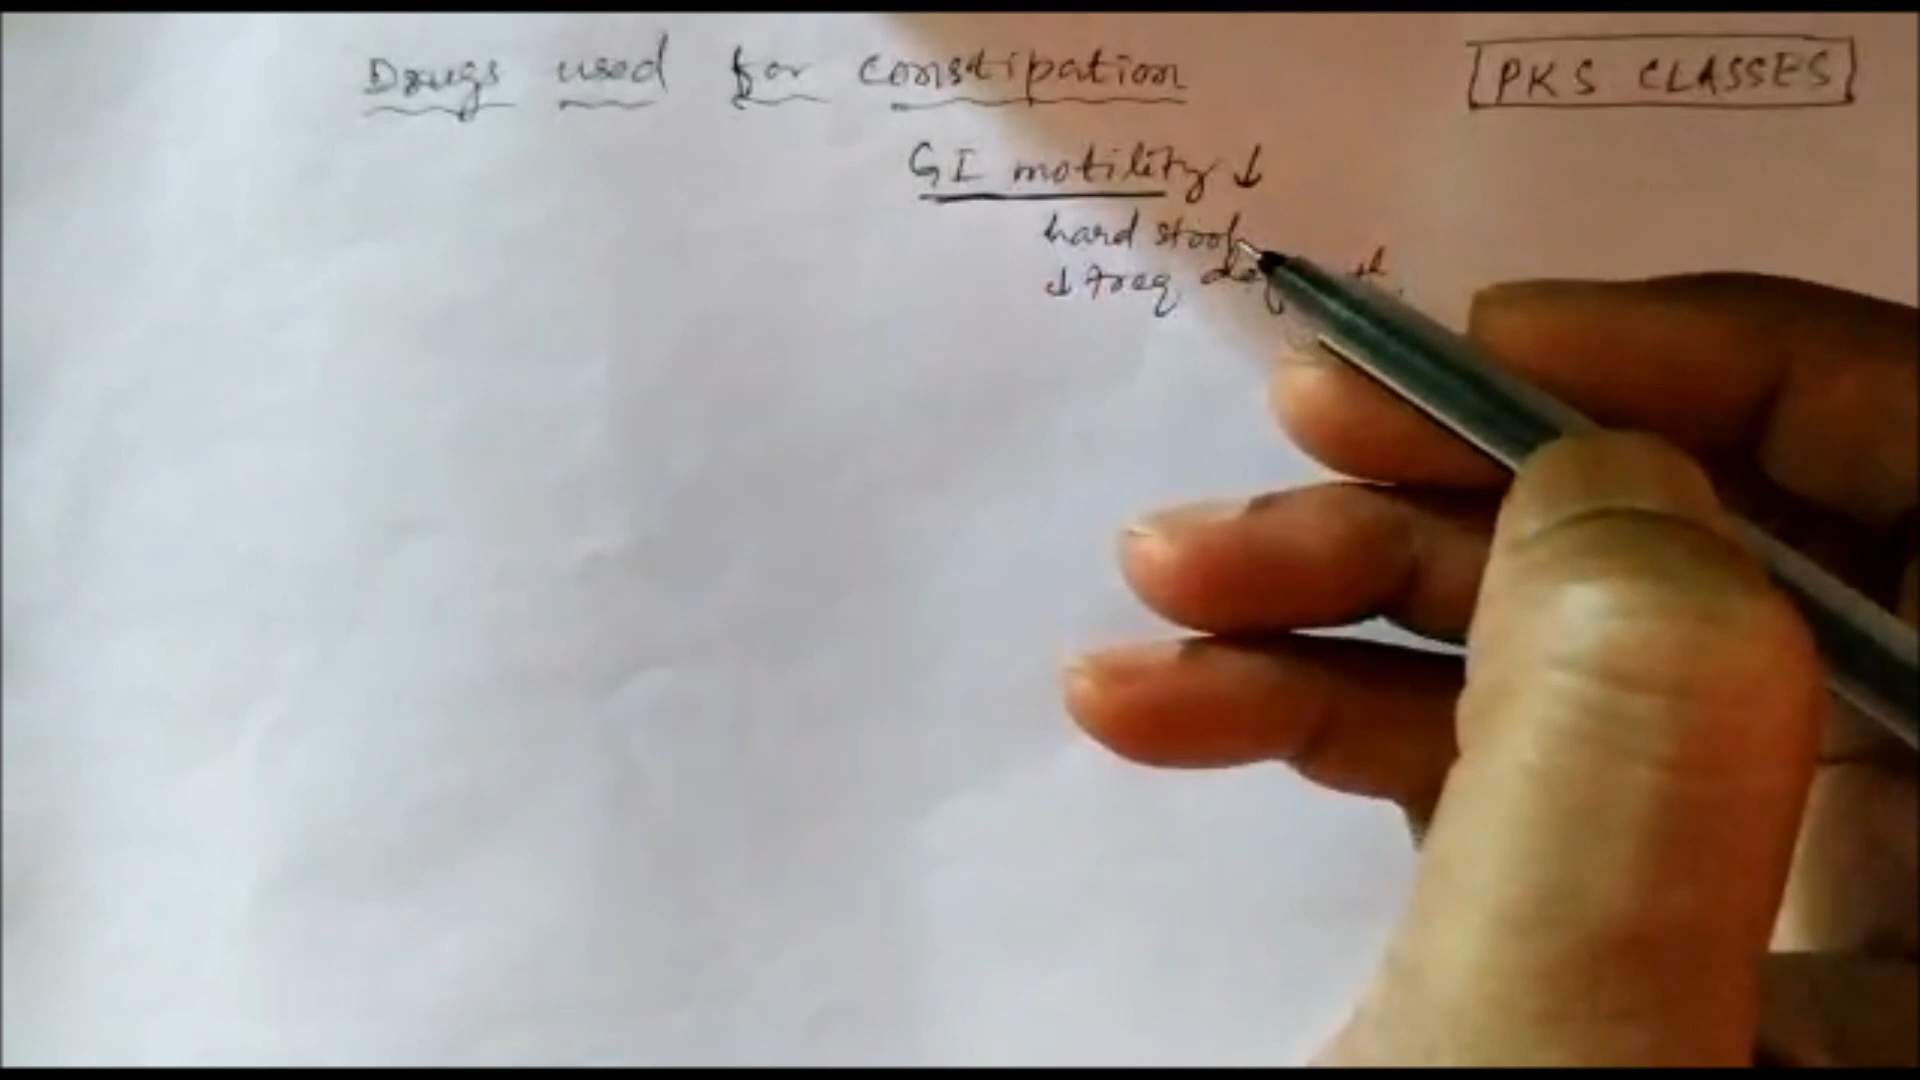 Drugs used for constipation
[PKS CLASSES]
GI motility ↓
hard stool
↓ freq